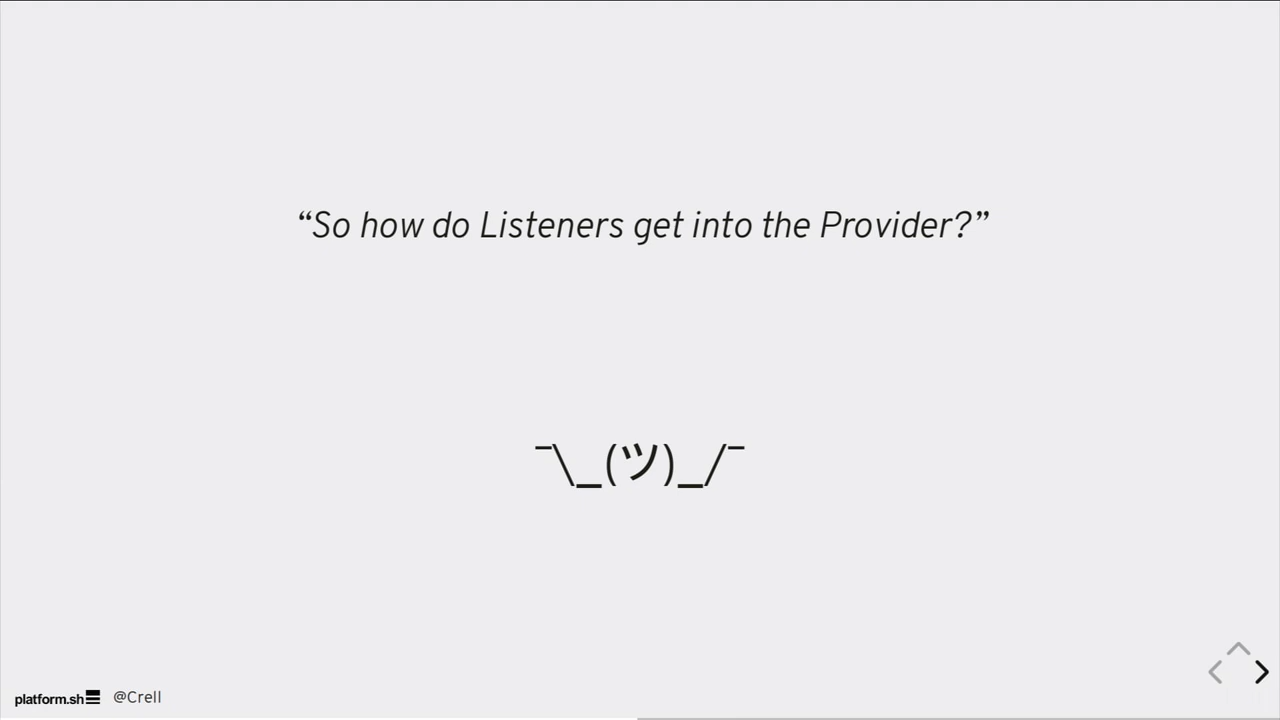 “So how do Listeners get into the Provider?”
¯\_(ツ)_/¯
platform.sh @Crell